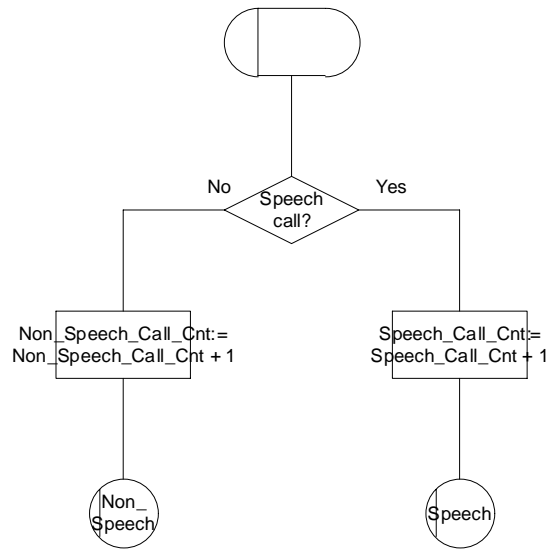 No
Yes
Speech
call?
Non_Speech_Call_Cnt:=
Non_Speech_Call_Cnt + 1
Speech_Call_Cnt:=
Speech_Call_Cnt + 1
Non_
Speech
Speech